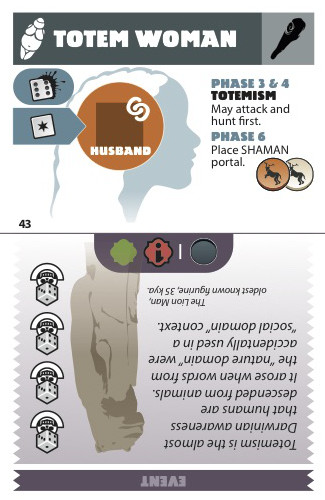 TOTEM WOMAN
PHASE 3 & 4
TOTEMISM
May attack and
hunt first.
PHASE 6
Place SHAMAN
portal.
HUSBAND
43
EVENT
Totemism is the almost
Darwinian awareness
that humans are
descended from animals.
It arose when words from
the "nature domain" were
accidentally used in a
"social domain" context.
The Lion Man,
oldest known figurine, 35 kya.